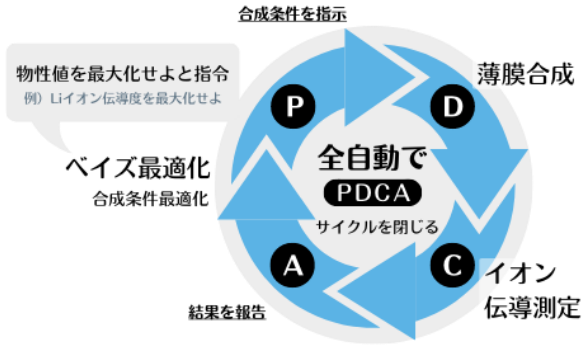 合成条件を指示
物性値を最大化せよと指令
例）Liイオン伝導度を最大化せよ
P
D
薄膜合成
ベイズ最適化
合成条件最適化
全自動で
PDCA
サイクルを閉じる
A
C
イオン
伝導測定
結果を報告